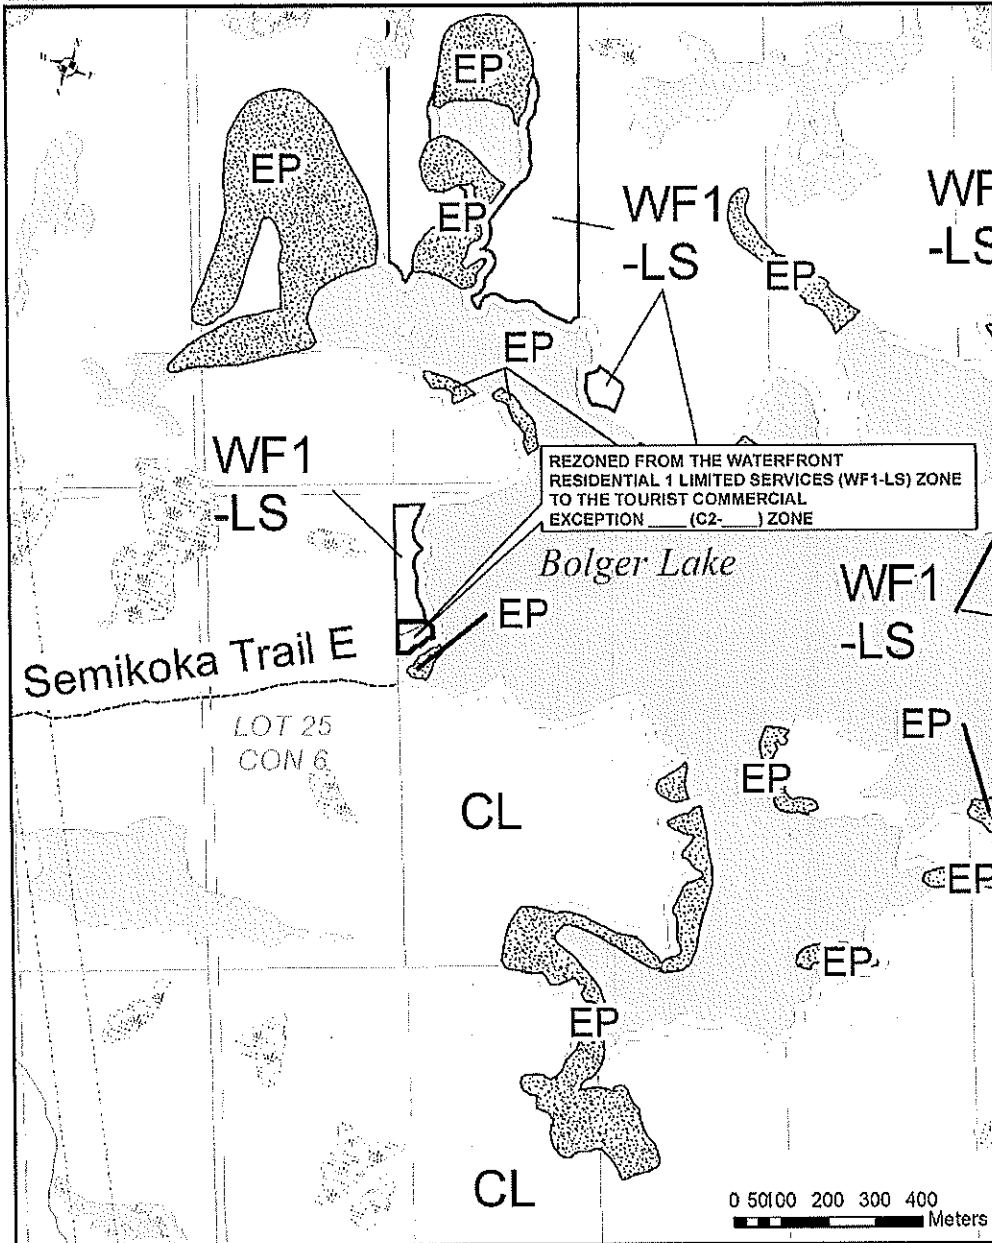 EP
EP
EP
WF1
-LS
WF
-LS
EP
EP
WF1
-LS
REZONED FROM THE WATERFRONT
RESIDENTIAL 1 LIMITED SERVICES (WF1-LS) ZONE
TO THE TOURIST COMMERCIAL
EXCEPTION ____ (C2-____) ZONE
Bolger Lake
WF1
-LS
EP
Semikoka Trail E
LOT 25
CON 6
EP
EP
CL
EP
EP
EP
CL
0 50100 200 300 400
Meters